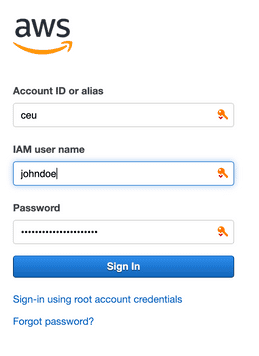 aws
Account ID or alias
ceu
IAM user name
johndoe
Password
••••••••••••••••••••••
Sign In
Sign-in using root account credentials
Forgot password?